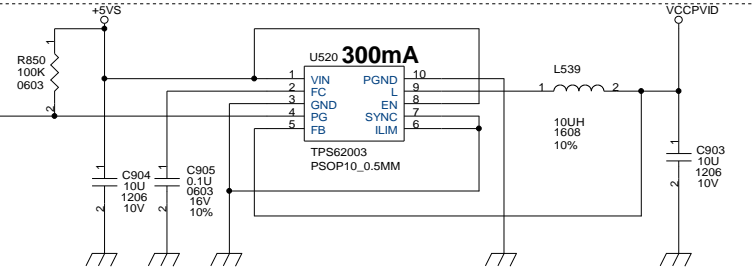 +5VS
VCCPVID
1
R850
100K
0603
2
U520
300mA
1 VIN PGND 10
2 FC L 9
3 GND EN 8
4 PG SYNC 7
5 FB ILIM 6
TPS62003
PSOP10_0.5MM
L539
1 2
10UH
1608
10%
1
C904
10U
1206
10V
2
1
C905
0.1U
0603
16V
10%
2
1
C903
10U
1206
10V
2